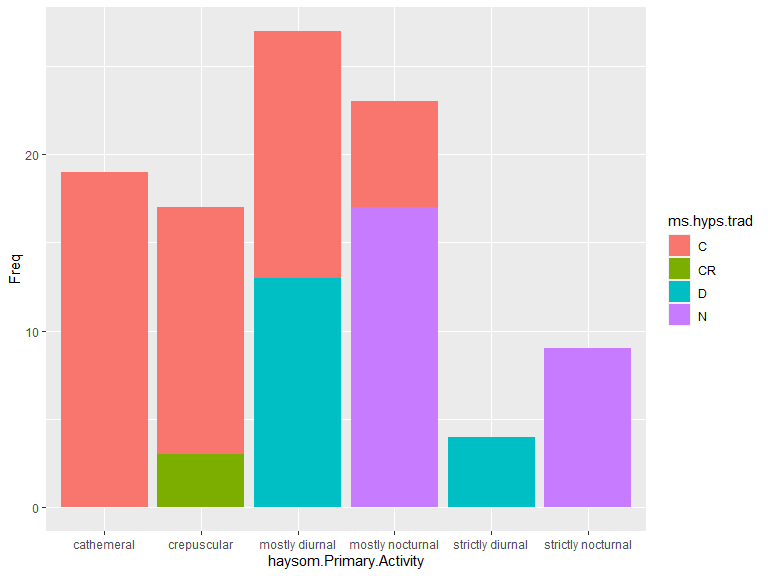 Freq
20
10
0
cathemeral crepuscular mostly diurnal mostly nocturnal strictly diurnal strictly nocturnal
haysom.Primary.Activity
ms.hyps.trad
C
CR
D
N